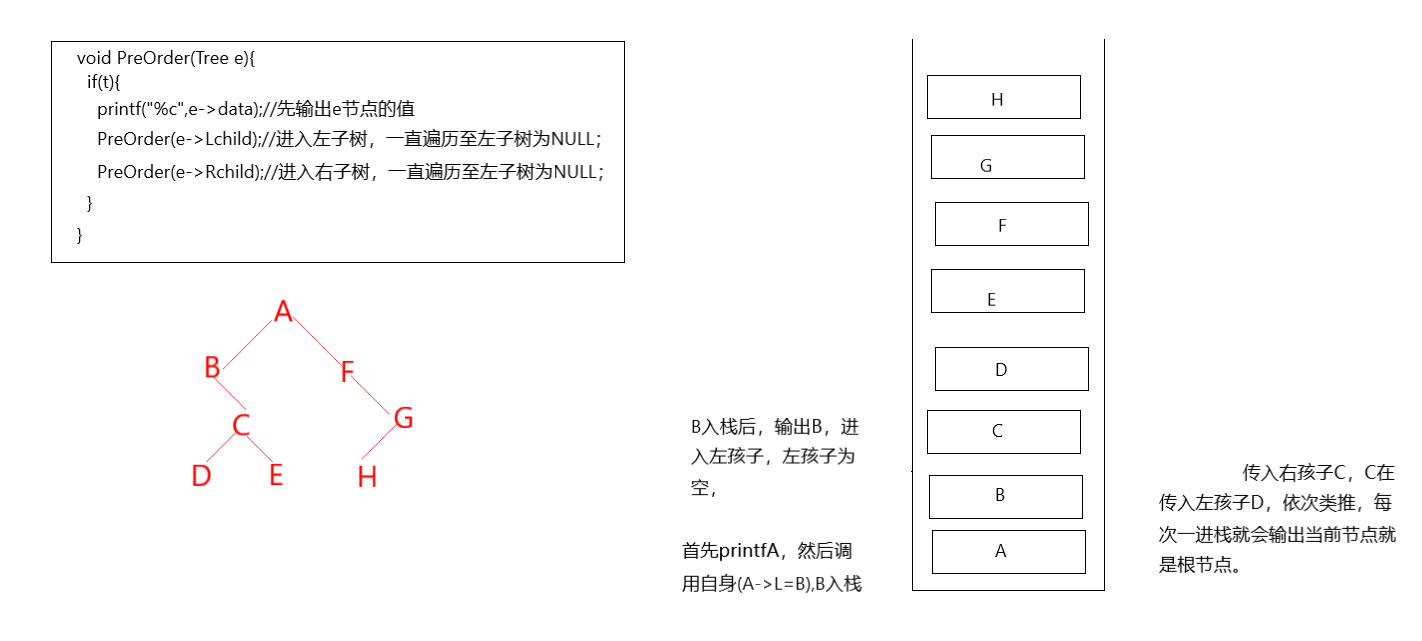 void PreOrder(Tree e){
if(t){
printf("%c",e->data);//先输出e节点的值
PreOrder(e->Lchild);//进入左子树，一直遍历至左子树为NULL；
PreOrder(e->Rchild);//进入右子树，一直遍历至左子树为NULL；
}
}
A
B
F
C
G
D
E
H
B入栈后，输出B，进
入左孩子，左孩子为
空，
首先printfA，然后调
用自身(A->L=B),B入栈
H
G
F
E
D
C
B
A
传入右孩子C，C在
传入左孩子D，依次类推，每
次一进栈就会输出当前节点就
是根节点。